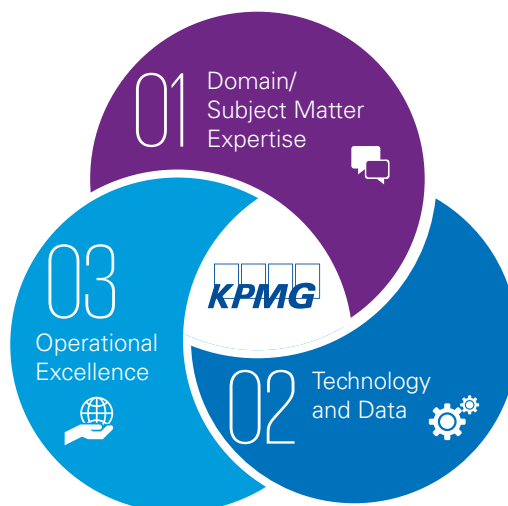 01
Domain/
Subject Matter
Expertise
KPMG
03
Operational
Excellence
02
Technology
and Data